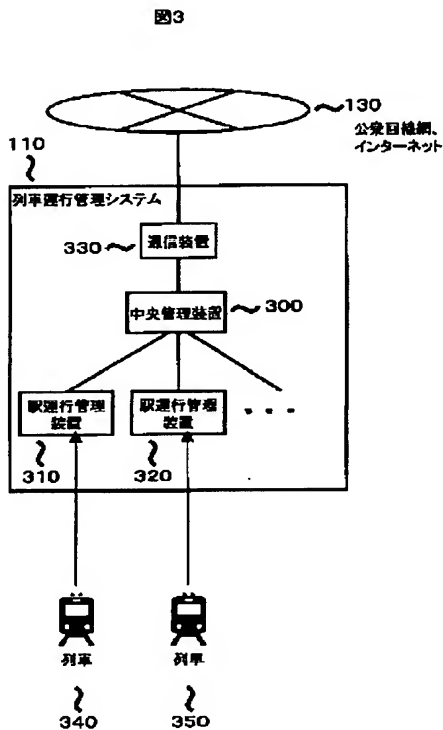 図3
130
公衆回線網、
インターネット
110
列車運行管理システム
330
通信装置
中央管理装置
300
駅運行管理
装置
駅運行管理
装置
・・・
310
320
列車
列車
340
350